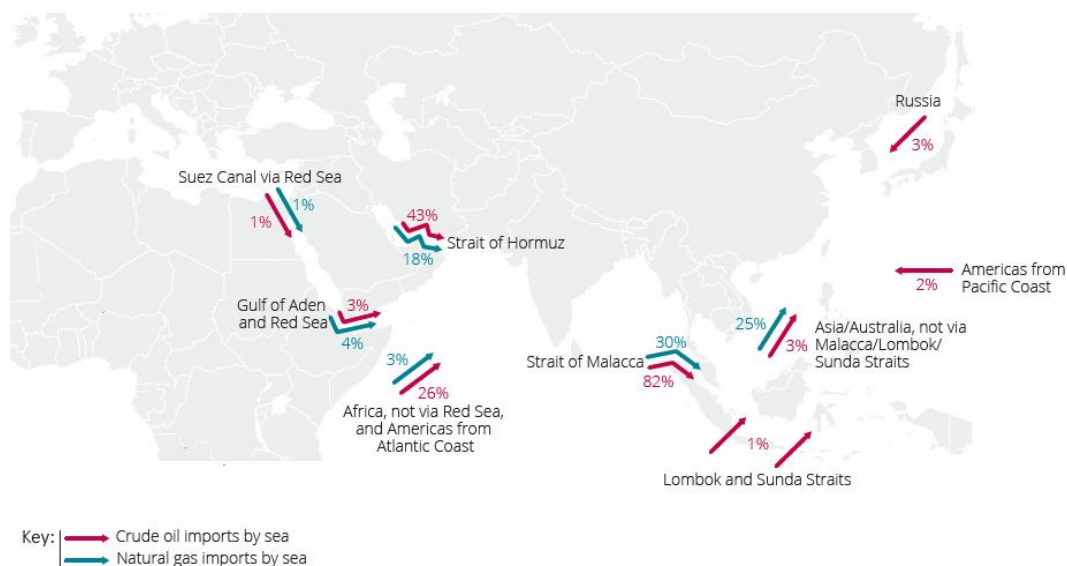 Russia
3%
Suez Canal via Red Sea
1%
1%
43%
Strait of Hormuz
18%
Americas from
Pacific Coast
2%
Gulf of Aden
and Red Sea
3%
4%
25%
3%
Asia/Australia, not via
Malacca/Lombok/
Sunda Straits
Strait of Malacca
30%
82%
3%
26%
Africa, not via Red Sea,
and Americas from
Atlantic Coast
1%
Lombok and Sunda Straits
Key:
Crude oil imports by sea
Natural gas imports by sea